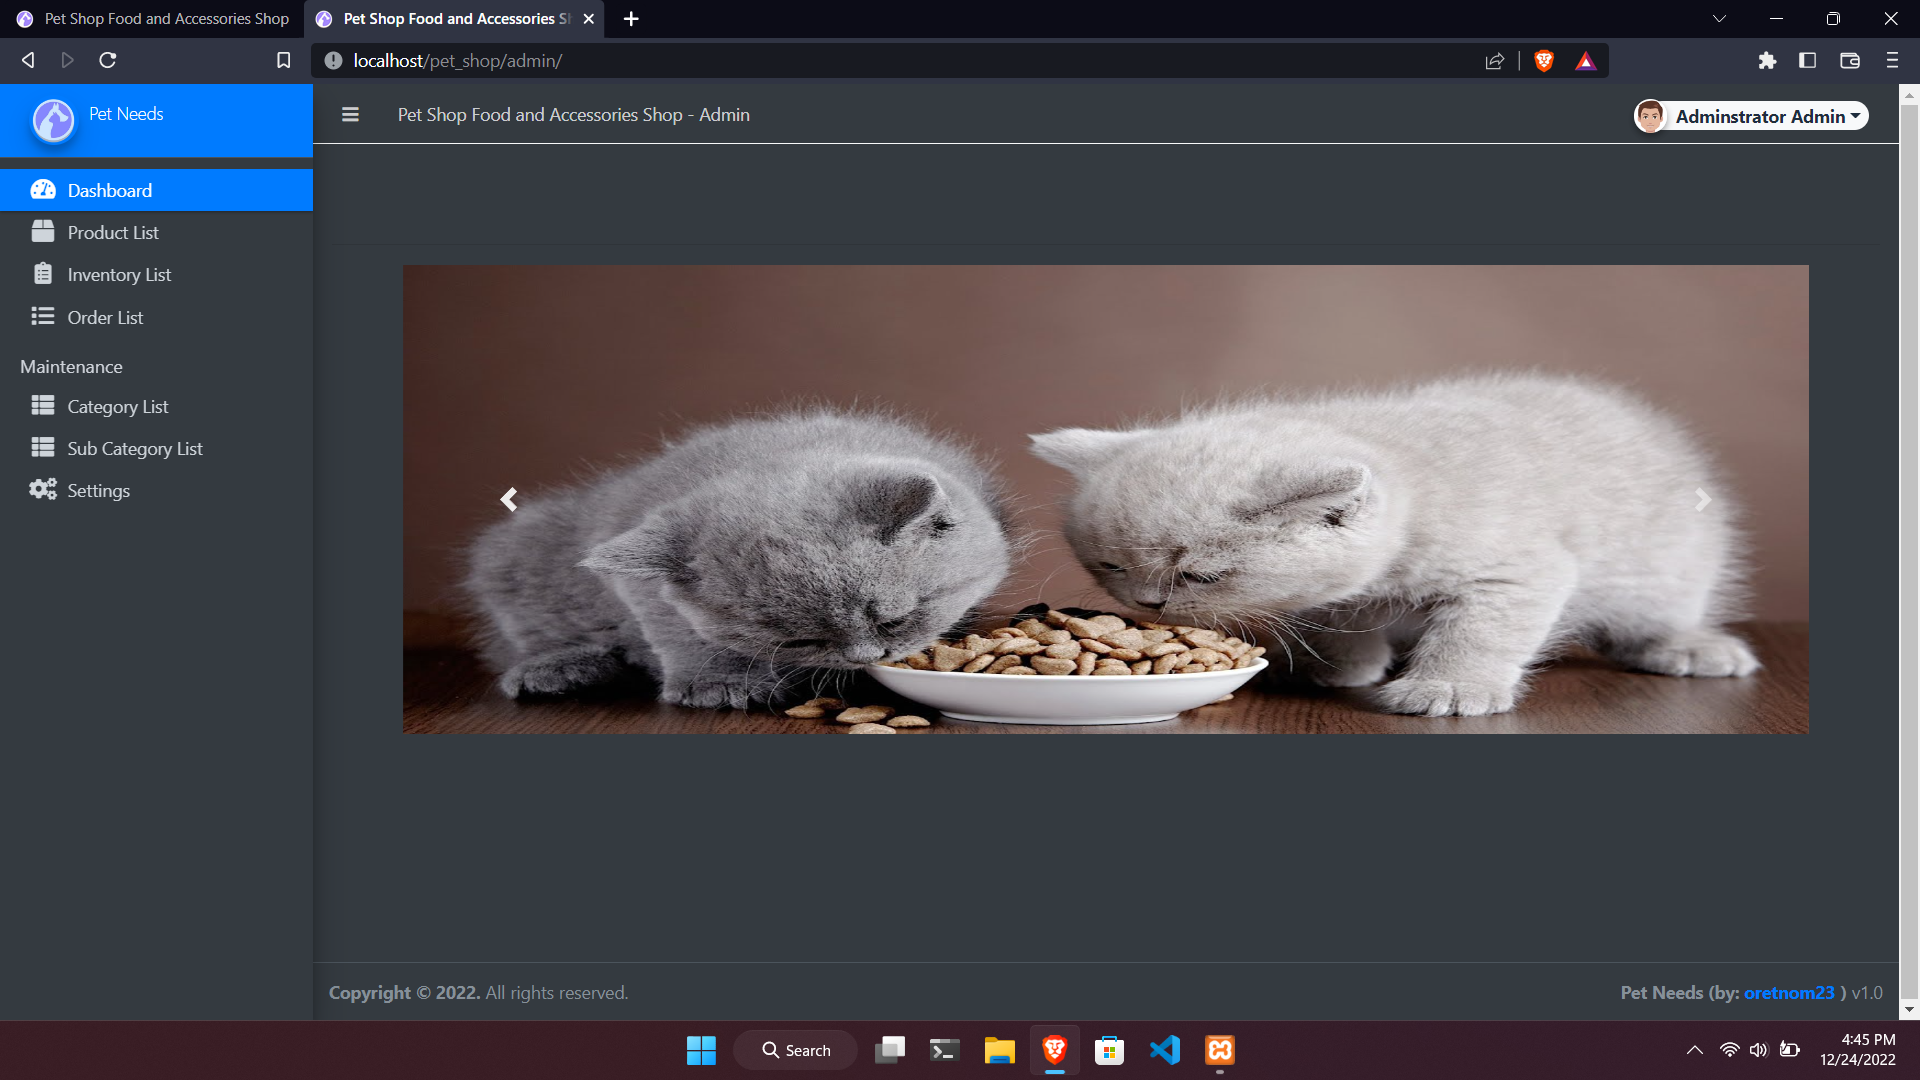 Pet Shop Food and Accessories Shop
Pet Shop Food and Accessories S
localhost/pet_shop/admin/
Pet Needs
Pet Shop Food and Accessories Shop - Admin
Adminstrator Admin
Dashboard
Product List
Inventory List
Order List
Maintenance
Category List
Sub Category List
Settings
Copyright © 2022. All rights reserved.
Pet Needs (by: oretnom23 ) v1.0
Search
4:45 PM
12/24/2022